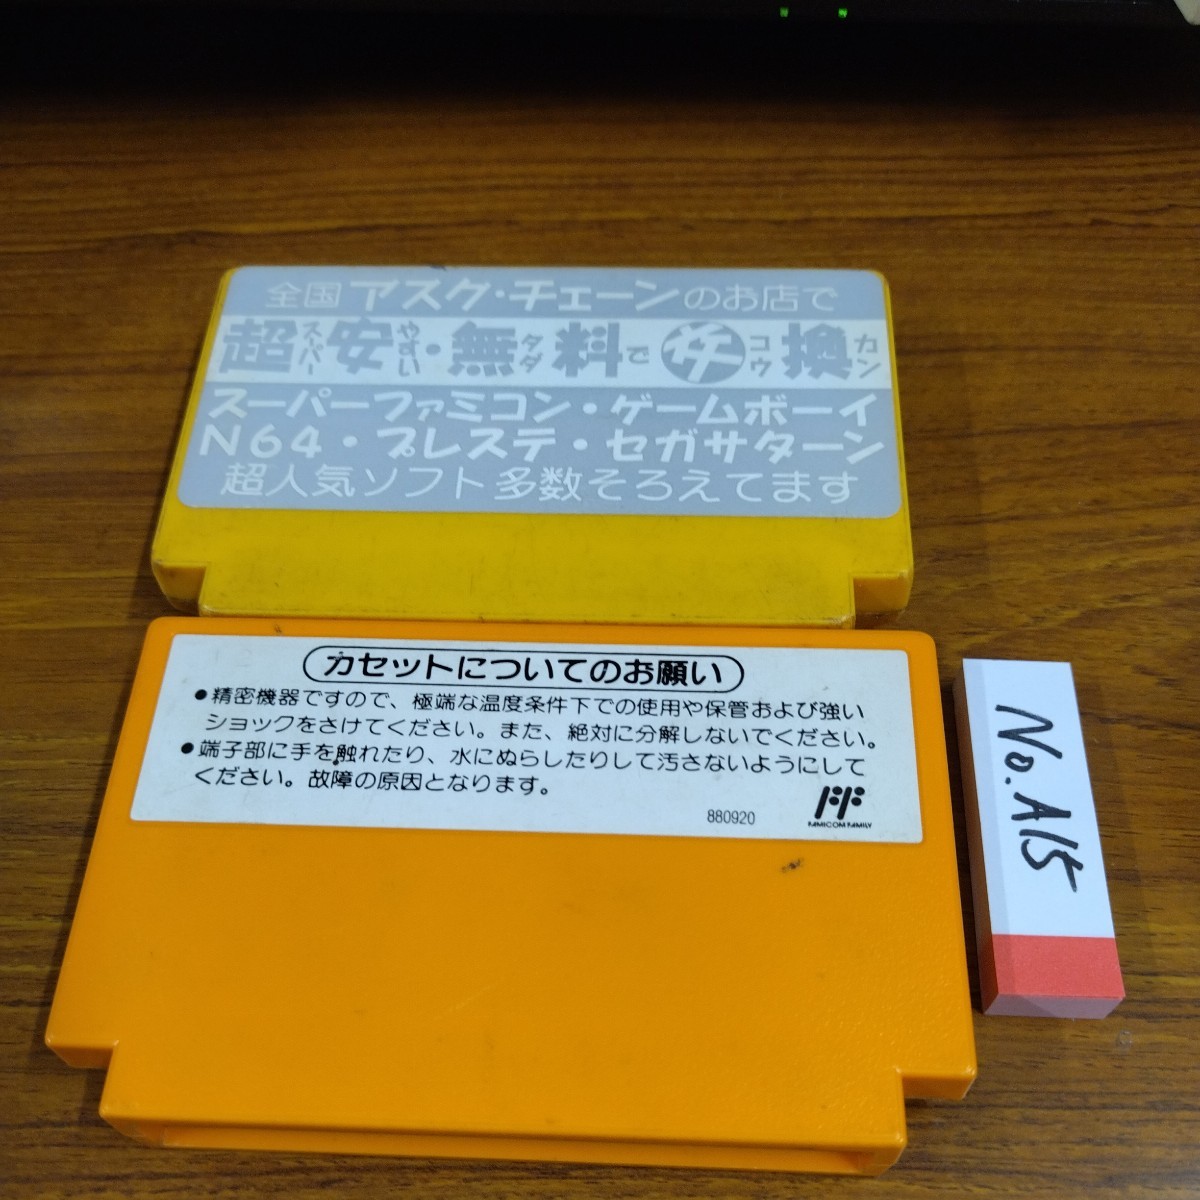 全国 アスク・チェーンのお店で
超スーパー安やすい・無料タダで交コウ換カン
スーパーファミコン・ゲームボーイ
N64・プレステ・セガサターン
超人気ソフト多数そろえてます
カセットについてのお願い
●精密機器ですので、極端な温度条件下での使用や保管および強い
ショックをさけてください。また、絶対に分解しないでください。
●端子部に手を触れたり、水にぬらしたりして汚さないようにして
ください。故障の原因となります。
880920
FAMICOM FAMILY
No.A15